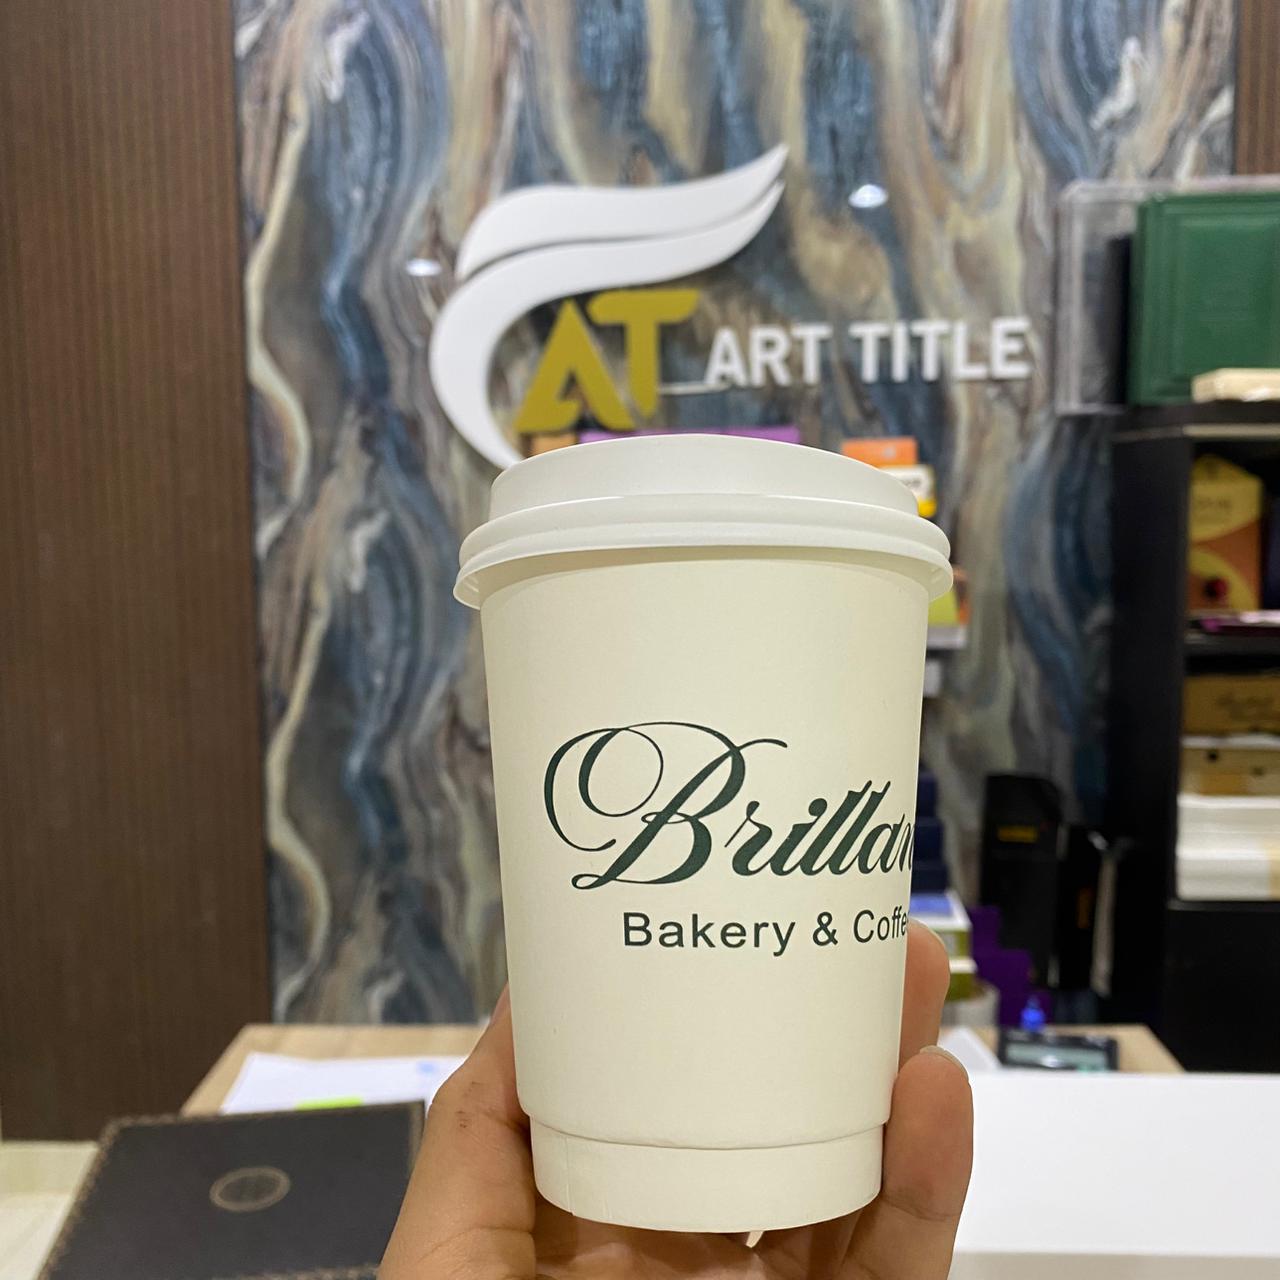 AT ART TITLE
Brillan
Bakery & Coffe